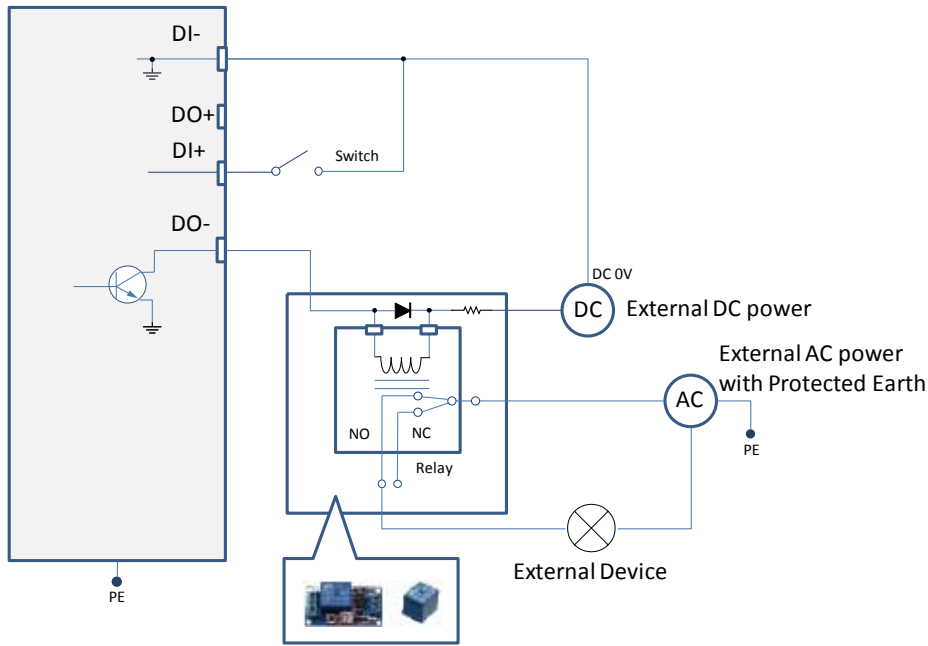 DI-
DO+
DI+
Switch
DO-
DC 0V
DC
External DC power
External AC power
with Protected Earth
AC
PE
NO
NC
Relay
External Device
PE